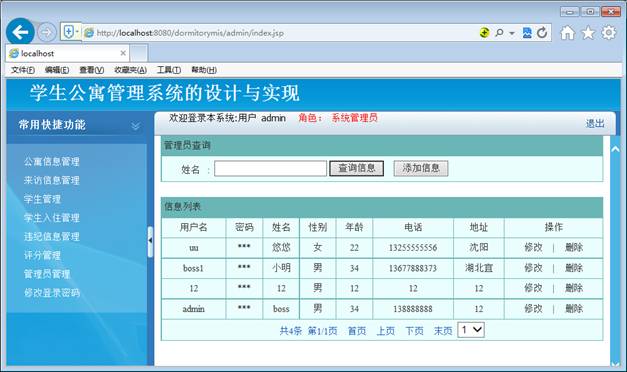 http://localhost:8080/dormitorymis/admin/index.jsp
localhost
文件(F) 编辑(E) 查看(V) 收藏夹(A) 工具(T) 帮助(H)
学生公寓管理系统的设计与实现
常用快捷功能
欢迎登录本系统:用户 admin 角色： 系统管理员
退出
公寓信息管理
来访信息管理
学生管理
学生入住管理
违纪信息管理
评分管理
管理员管理
修改登录密码
管理员查询
姓名 : 查询信息 添加信息
信息列表
用户名 密码 姓名 性别 年龄 电话 地址 操作
uu *** 悠悠 女 22 13255555556 沈阳 修改 | 删除
boss1 *** 小明 男 34 13677888373 湖北宜 修改 | 删除
12 *** 12 男 12 12 12 修改 | 删除
admin *** boss 男 34 138888888 12 修改 | 删除
共4条 第1/1页 首页 上页 下页 末页 1